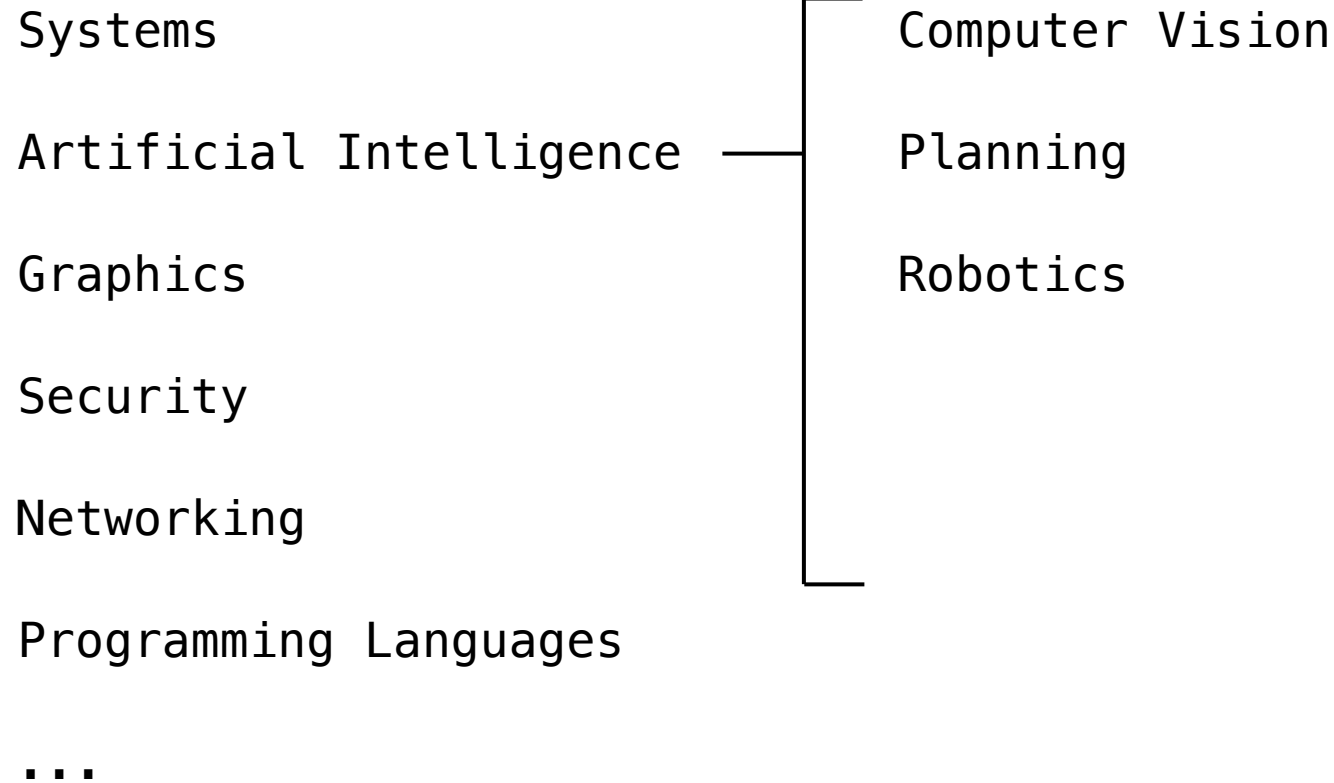 Systems
Artificial Intelligence
Graphics
Security
Networking
Programming Languages
...
Computer Vision
Planning
Robotics